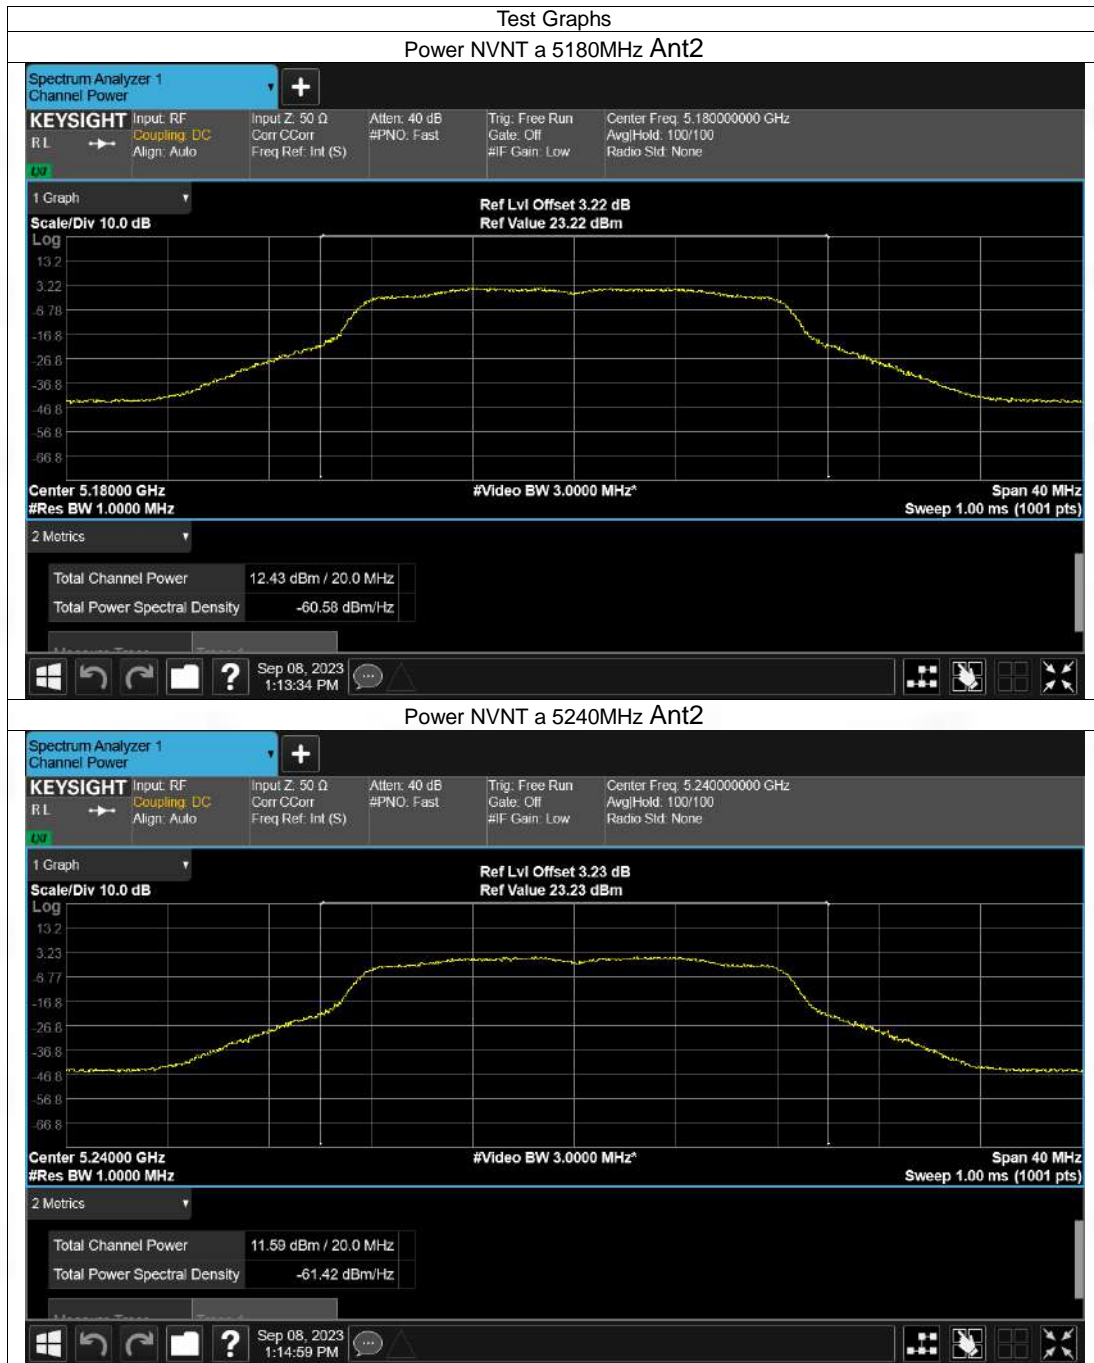 Test Graphs
Power NVNT a 5180MHz Ant2
Spectrum Analyzer 1
Channel Power
KEYSIGHT Input: RF Input Z: 50 Ω Atten: 40 dB Trig: Free Run Center Freq: 5.180000000 GHz
RL Coupling: DC Corr CCorr #PNO: Fast Gate: Off Avg|Hold: 100/100
Align: Auto Freq Ref: Int (S) #IF Gain: Low Radio Std: None
LXI
1 Graph
Ref Lvl Offset 3.22 dB
Scale/Div 10.0 dB Ref Value 23.22 dBm
Log
13.2
3.22
-6.78
-16.8
-26.8
-36.8
-46.8
-56.8
-66.8
Center 5.18000 GHz #Video BW 3.0000 MHz* Span 40 MHz
#Res BW 1.0000 MHz Sweep 1.00 ms (1001 pts)
2 Metrics
Total Channel Power 12.43 dBm / 20.0 MHz
Total Power Spectral Density -60.58 dBm/Hz
Sep 08, 2023
1:13:34 PM
Power NVNT a 5240MHz Ant2
Spectrum Analyzer 1
Channel Power
KEYSIGHT Input: RF Input Z: 50 Ω Atten: 40 dB Trig: Free Run Center Freq: 5.240000000 GHz
RL Coupling: DC Corr CCorr #PNO: Fast Gate: Off Avg|Hold: 100/100
Align: Auto Freq Ref: Int (S) #IF Gain: Low Radio Std: None
LXI
1 Graph
Ref Lvl Offset 3.23 dB
Scale/Div 10.0 dB Ref Value 23.23 dBm
Log
13.2
3.23
-6.77
-16.8
-26.8
-36.8
-46.8
-56.8
-66.8
Center 5.24000 GHz #Video BW 3.0000 MHz* Span 40 MHz
#Res BW 1.0000 MHz Sweep 1.00 ms (1001 pts)
2 Metrics
Total Channel Power 11.59 dBm / 20.0 MHz
Total Power Spectral Density -61.42 dBm/Hz
Sep 08, 2023
1:14:59 PM